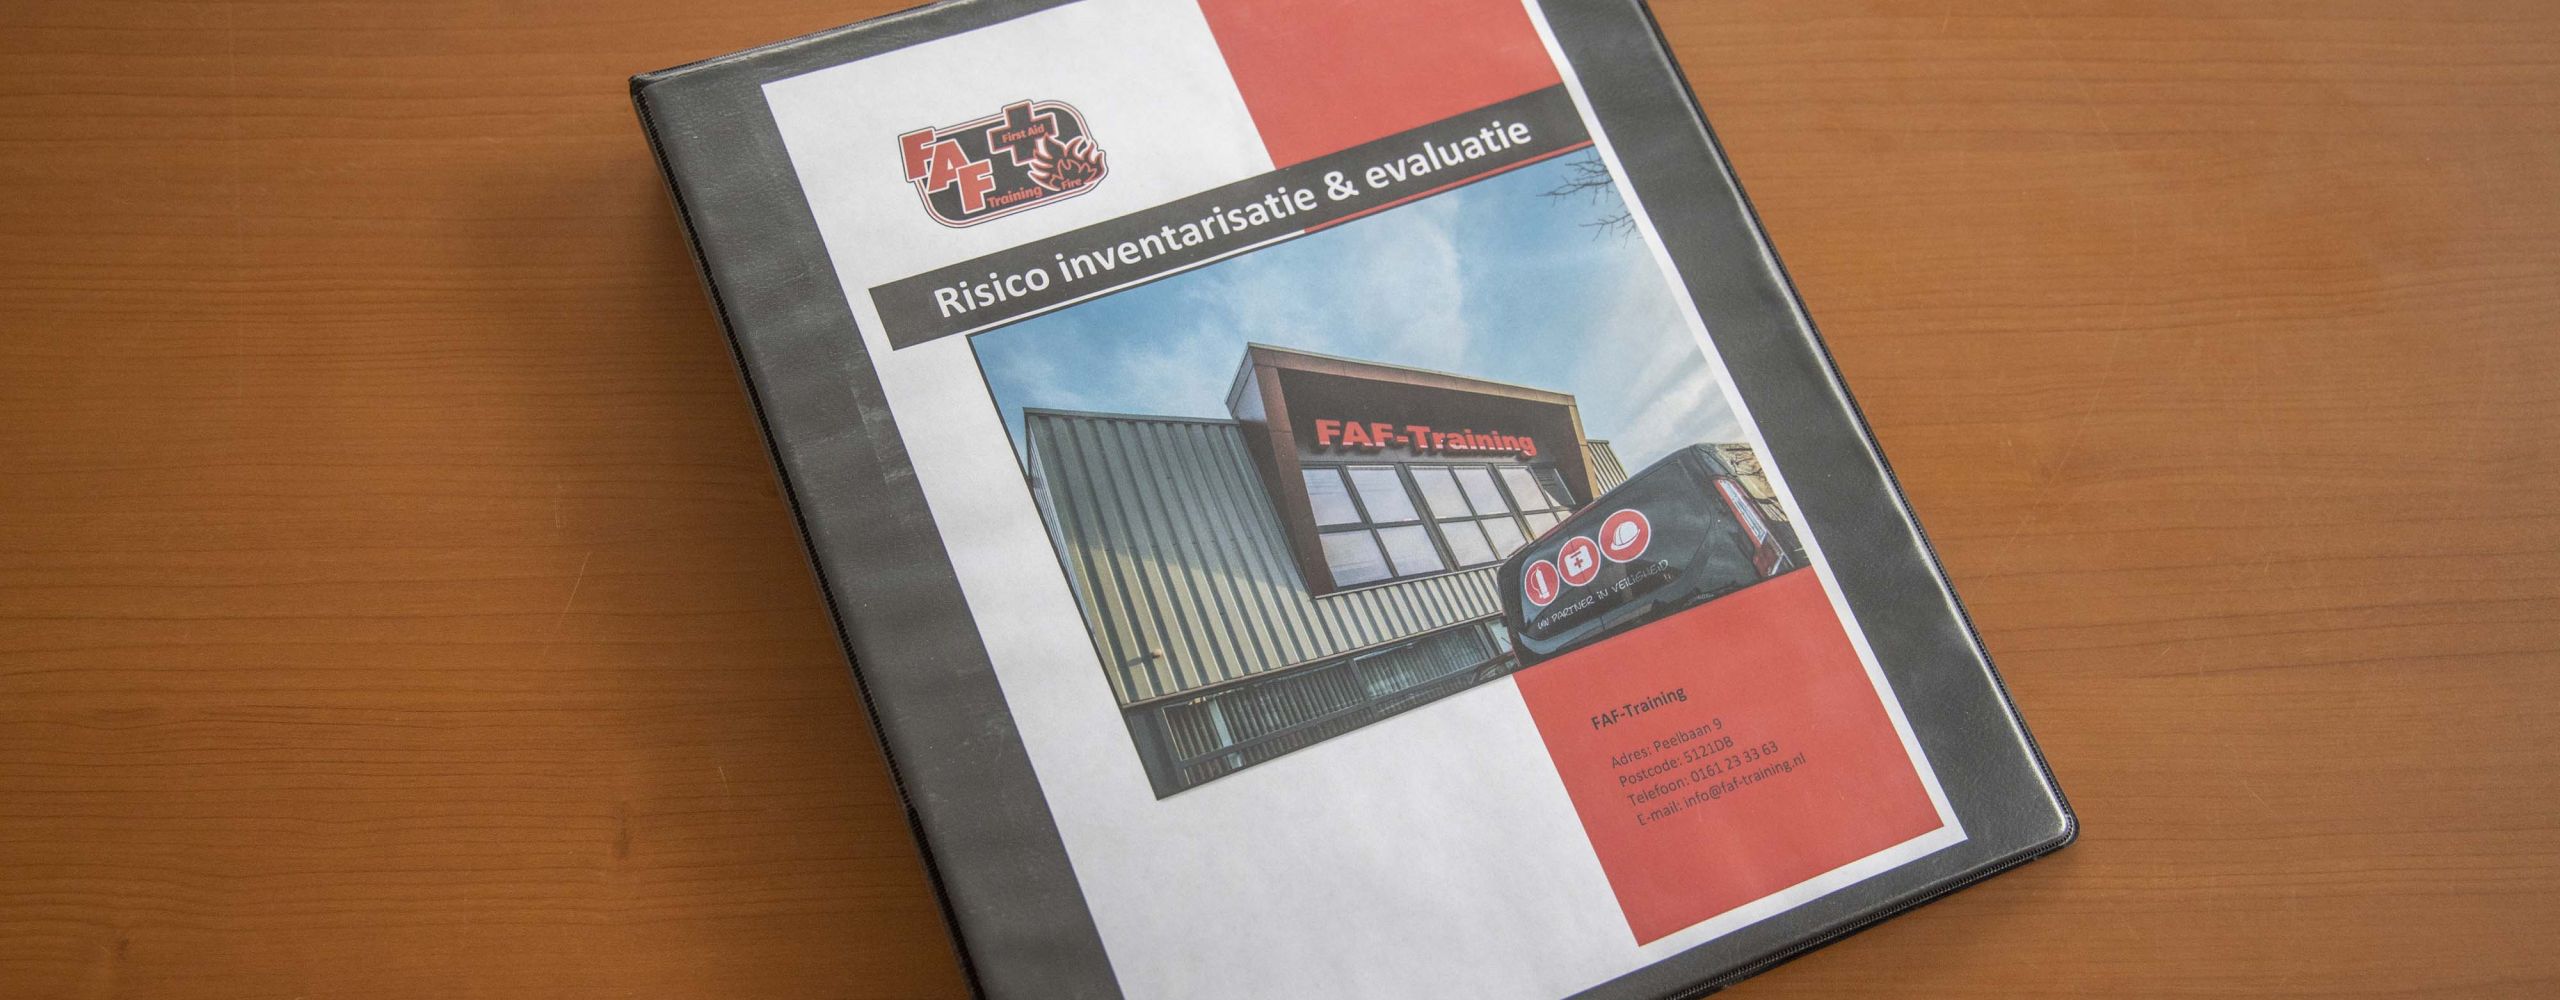 FAF
First Aid
Training
Fire
Risico inventarisatie & evaluatie
FAF-Training
UW PARTNER IN VEILIGHEID
FAF-Training
Adres: Peelbaan 9
Postcode: 5121DB
Telefoon: 0161 23 33 63
E-mail: info@faf-training.nl